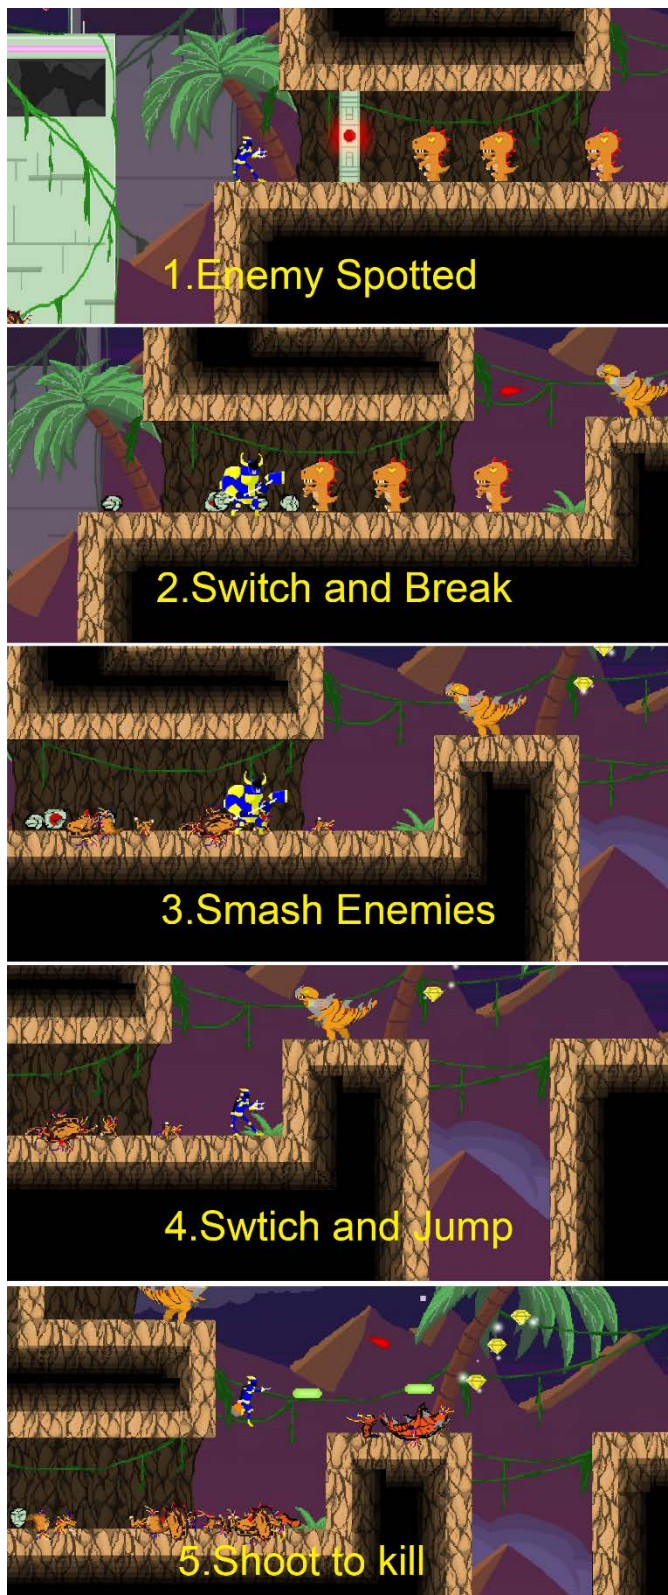 1.Enemy Spotted
2.Switch and Break
3.Smash Enemies
4.Swtich and Jump
5.Shoot to kill